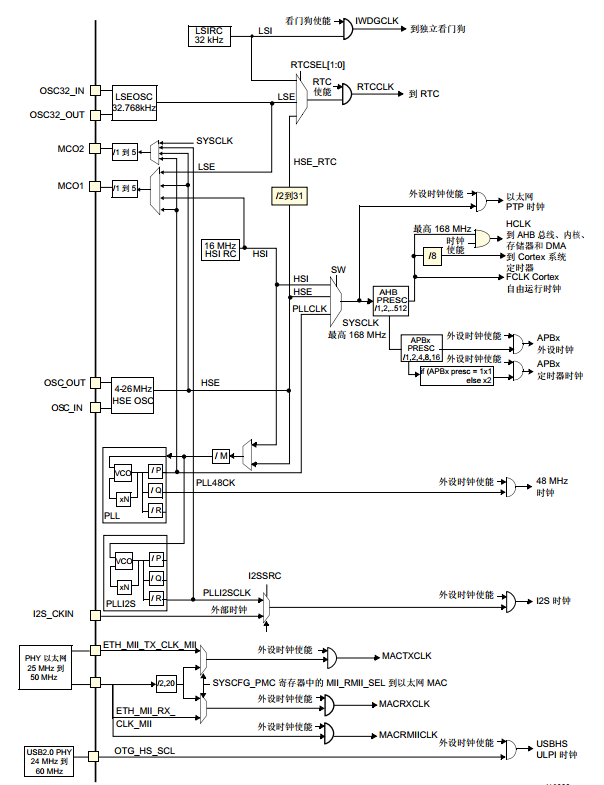 看门狗使能
IWDGCLK
到独立看门狗
LSIRC
32 kHz
LSI
RTCSEL[1:0]
OSC32_IN
OSC32_OUT
LSEOSC
32.768kHz
LSE
RTC
使能
RTCCLK
到 RTC
MCO2
/1 到 5
SYSCLK
LSE
HSE_RTC
MCO1
/1 到 5
/2到31
外设时钟使能
以太网
PTP 时钟
16 MHz
HSI RC
HSI
最高 168 MHz
时钟
使能
HCLK
到 AHB 总线、内核、
存储器和 DMA
/8
到 Cortex 系统
定时器
FCLK Cortex
自由运行时钟
SW
HSI
HSE
PLLCLK
SYSCLK
最高 168 MHz
AHB
PRESC
/1,2,..512
APBx
PRESC
/1,2,4,8,16
外设时钟使能
APBx
外设时钟
外设时钟使能
if (APBx presc = 1x1
else x2
APBx
定时器时钟
OSC_OUT
OSC_IN
4-26MHz
HSE OSC
HSE
/ M
VCO
xN
/ P
/ Q
/ R
PLL
PLL48CK
外设时钟使能
48 MHz
时钟
VCO
xN
/ P
/ Q
/ R
PLLI2S
I2SSRC
PLLI2SCLK
外部时钟
I2S_CKIN
外设时钟使能
I2S 时钟
PHY 以太网
25 MHz 到
50 MHz
ETH_MII_TX_CLK_MII
外设时钟使能
MACTXCLK
/2,20
SYSCFG_PMC 寄存器中的 MII_RMII_SEL 到以太网 MAC
ETH_MII_RX_
CLK_MII
外设时钟使能
MACRXCLK
外设时钟使能
MACRMIICLK
USB2.0 PHY
24 MHz 到
60 MHz
OTG_HS_SCL
外设时钟使能
USBHS
ULPI 时钟